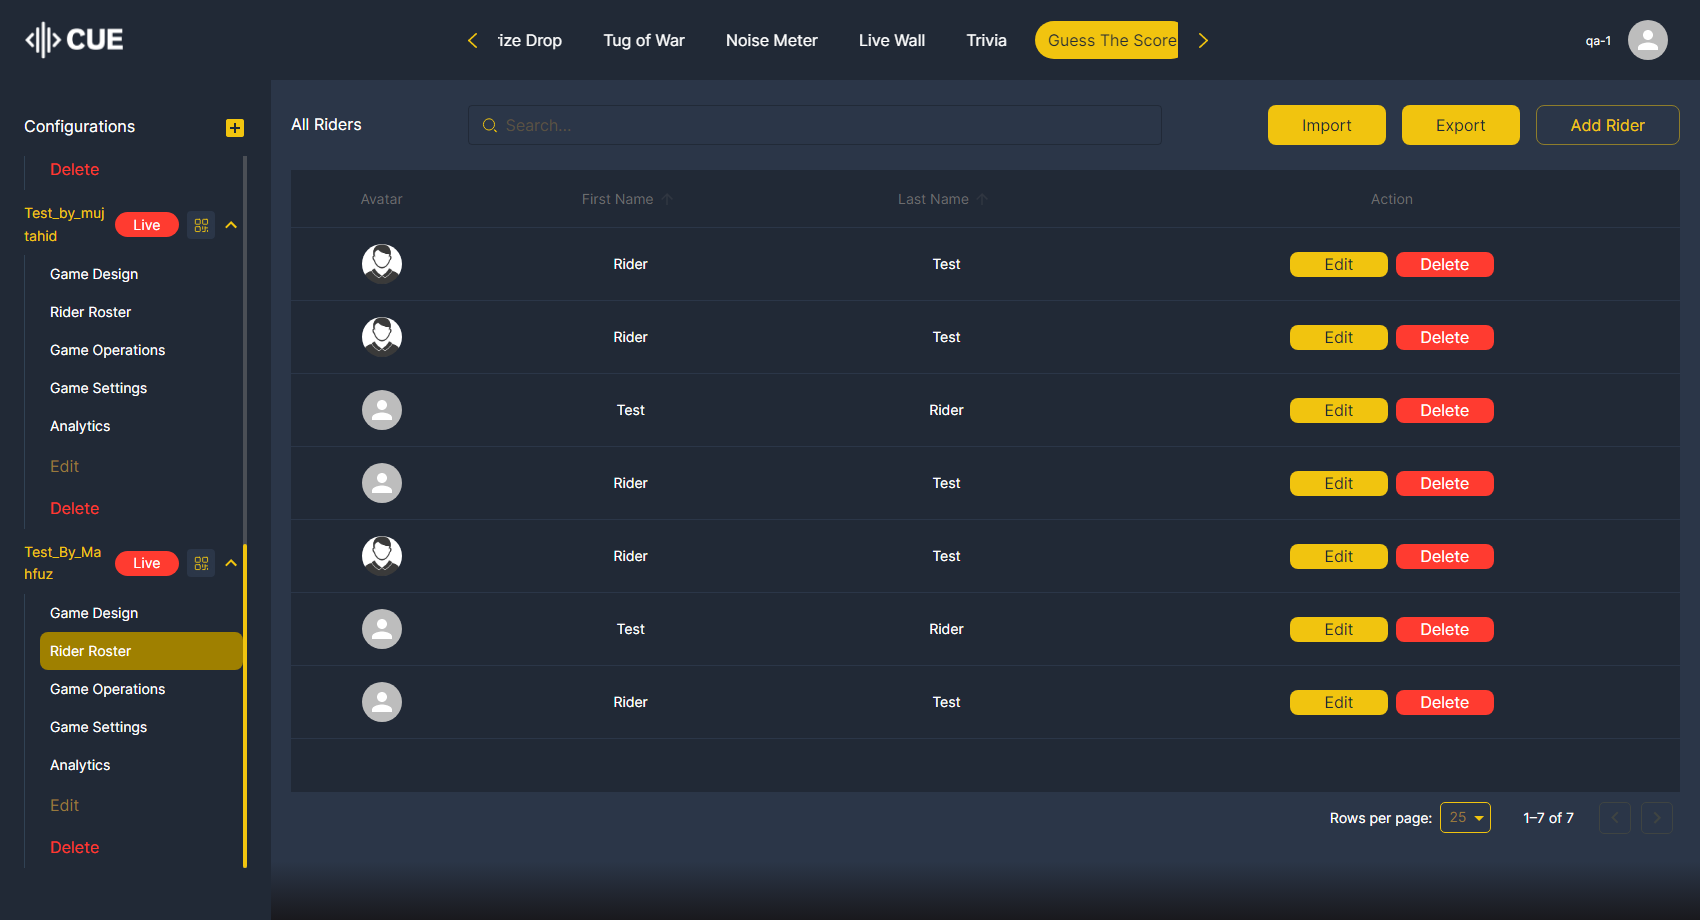 CUE
ize Drop
Tug of War
Noise Meter
Live Wall
Trivia
Guess The Score
qa-1
Configurations
Delete
Test_by_muj
tahid
Live
Game Design
Rider Roster
Game Operations
Game Settings
Analytics
Edit
Delete
Test_By_Ma
hfuz
Live
Game Design
Rider Roster
Game Operations
Game Settings
Analytics
Edit
Delete
All Riders
Search...
Import
Export
Add Rider
Avatar First Name Last Name Action
Rider Test Edit Delete
Rider Test Edit Delete
Test Rider Edit Delete
Rider Test Edit Delete
Rider Test Edit Delete
Test Rider Edit Delete
Rider Test Edit Delete
Rows per page: 25 1–7 of 7